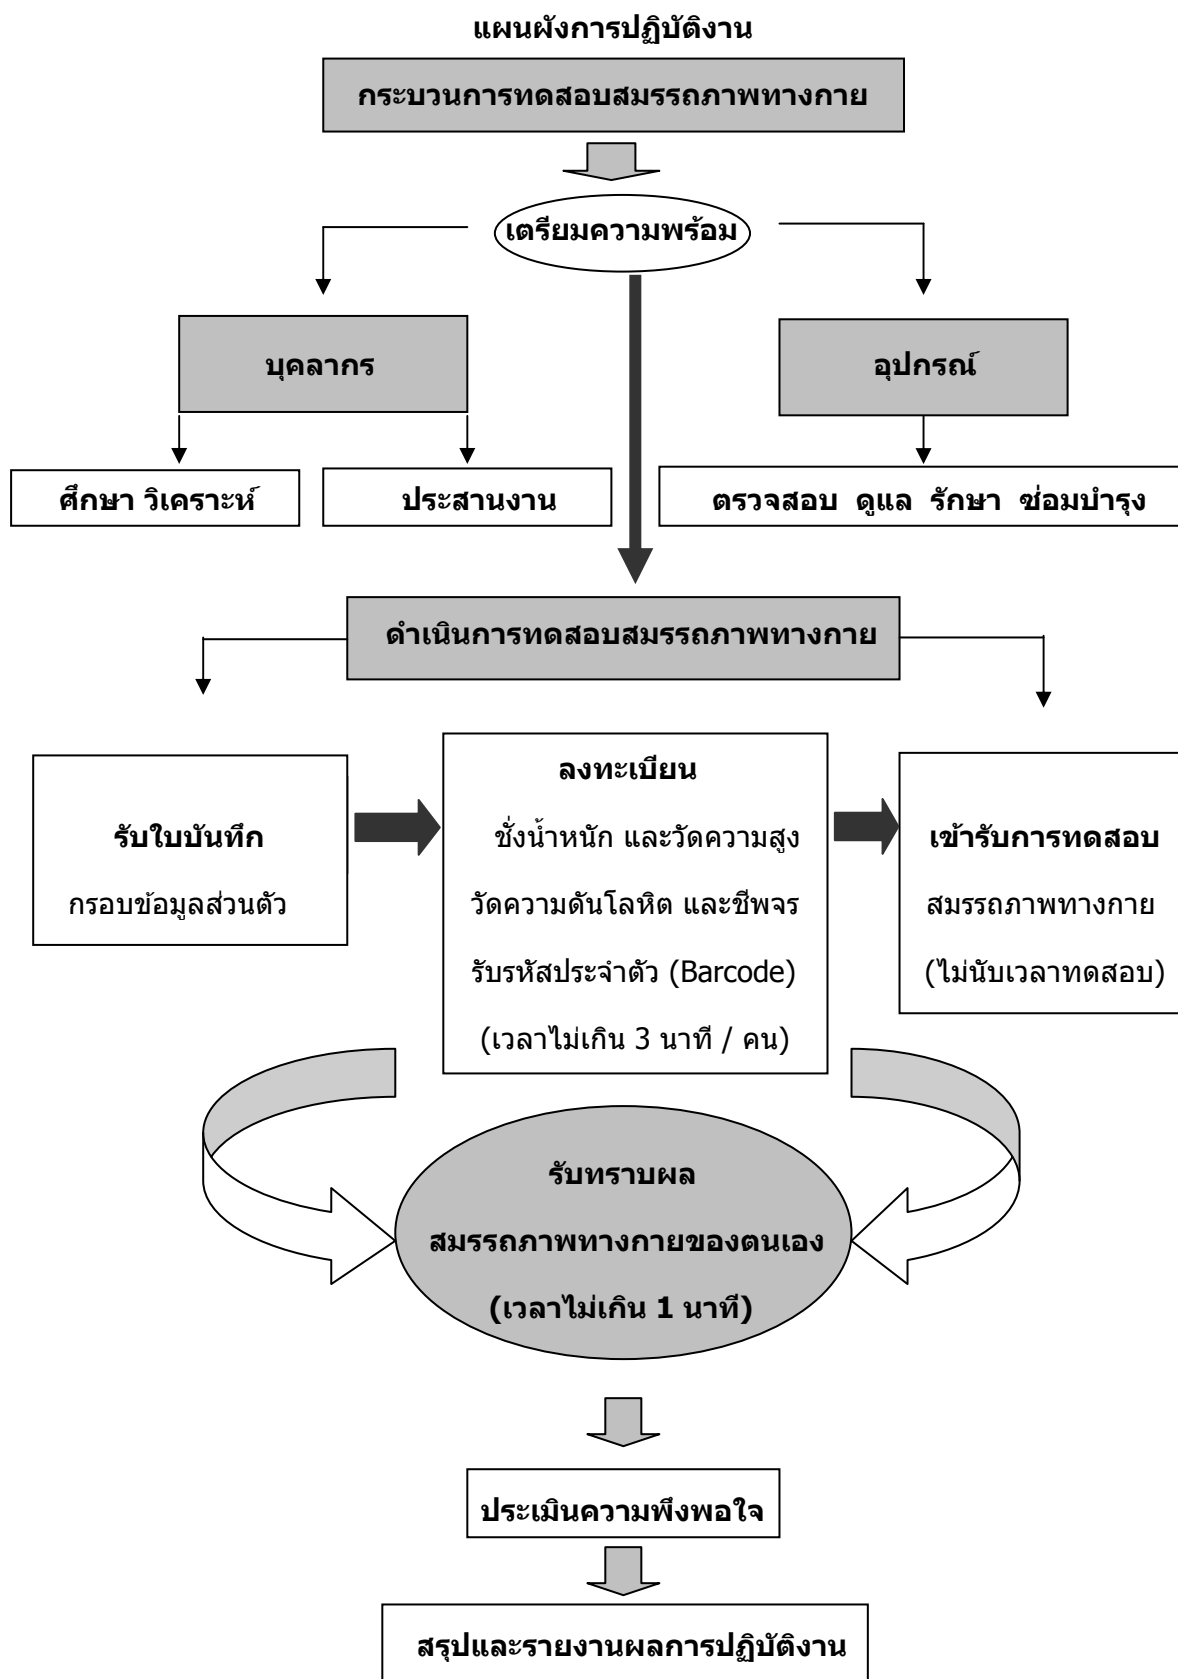 แผนผังการปฏิบัติงาน
กระบวนการทดสอบสมรรถภาพทางกาย
เตรียมความพร้อม
บุคลากร
อุปกรณ์
ศึกษา วิเคราะห์
ประสานงาน
ตรวจสอบ ดูแล รักษา ซ่อมบำรุง
ดำเนินการทดสอบสมรรถภาพทางกาย
รับใบบันทึก
กรอบข้อมูลส่วนตัว
ลงทะเบียน
ชั่งน้ำหนัก และวัดความสูง
วัดความดันโลหิต และชีพจร
รับรหัสประจำตัว (Barcode)
(เวลาไม่เกิน 3 นาที / คน)
เข้ารับการทดสอบ
สมรรถภาพทางกาย
(ไม่นับเวลาทดสอบ)
รับทราบผล
สมรรถภาพทางกายของตนเอง
(เวลาไม่เกิน 1 นาที)
ประเมินความพึงพอใจ
สรุปและรายงานผลการปฏิบัติงาน